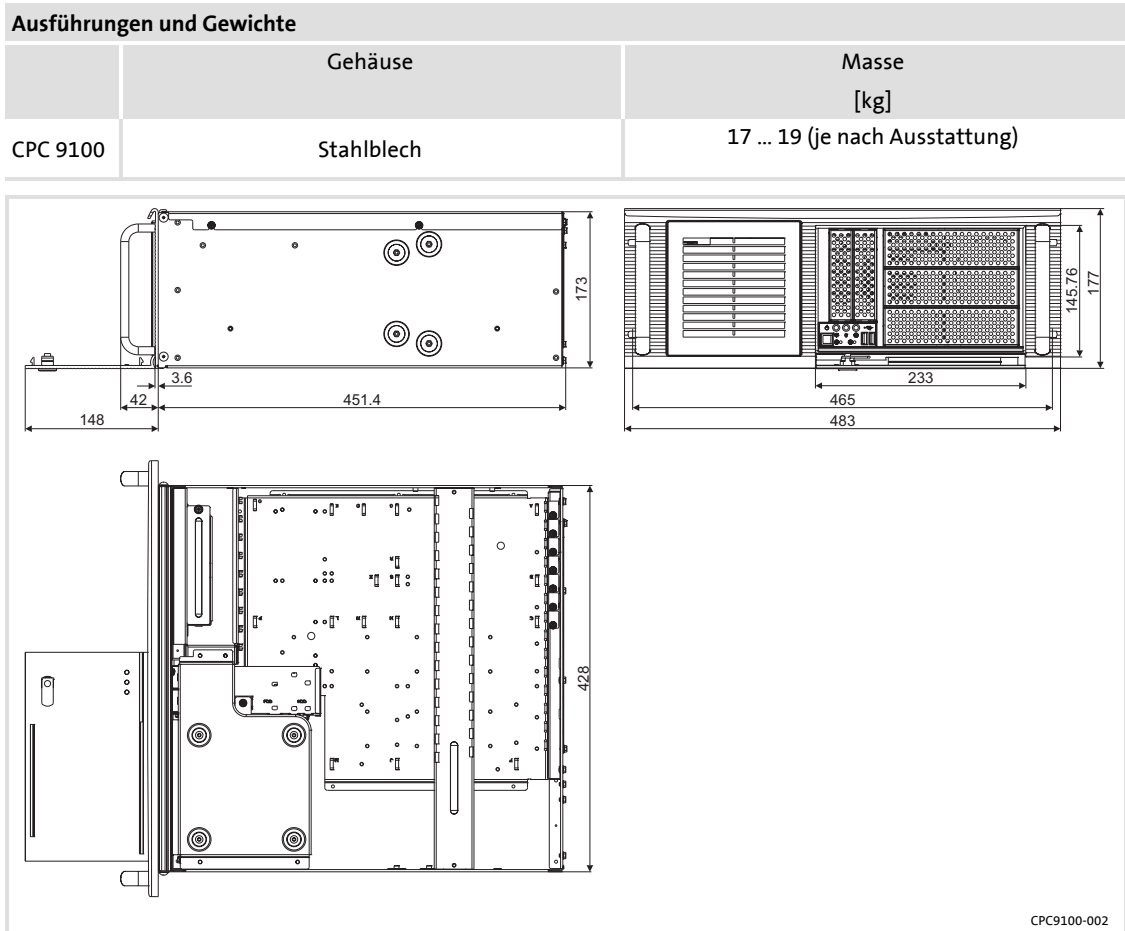 Ausführungen und Gewichte
Gehäuse
Masse
[kg]
CPC 9100
Stahlblech
17 ... 19 (je nach Ausstattung)
173
3.6
42
451.4
148
145.76
177
233
465
483
428
CPC9100-002